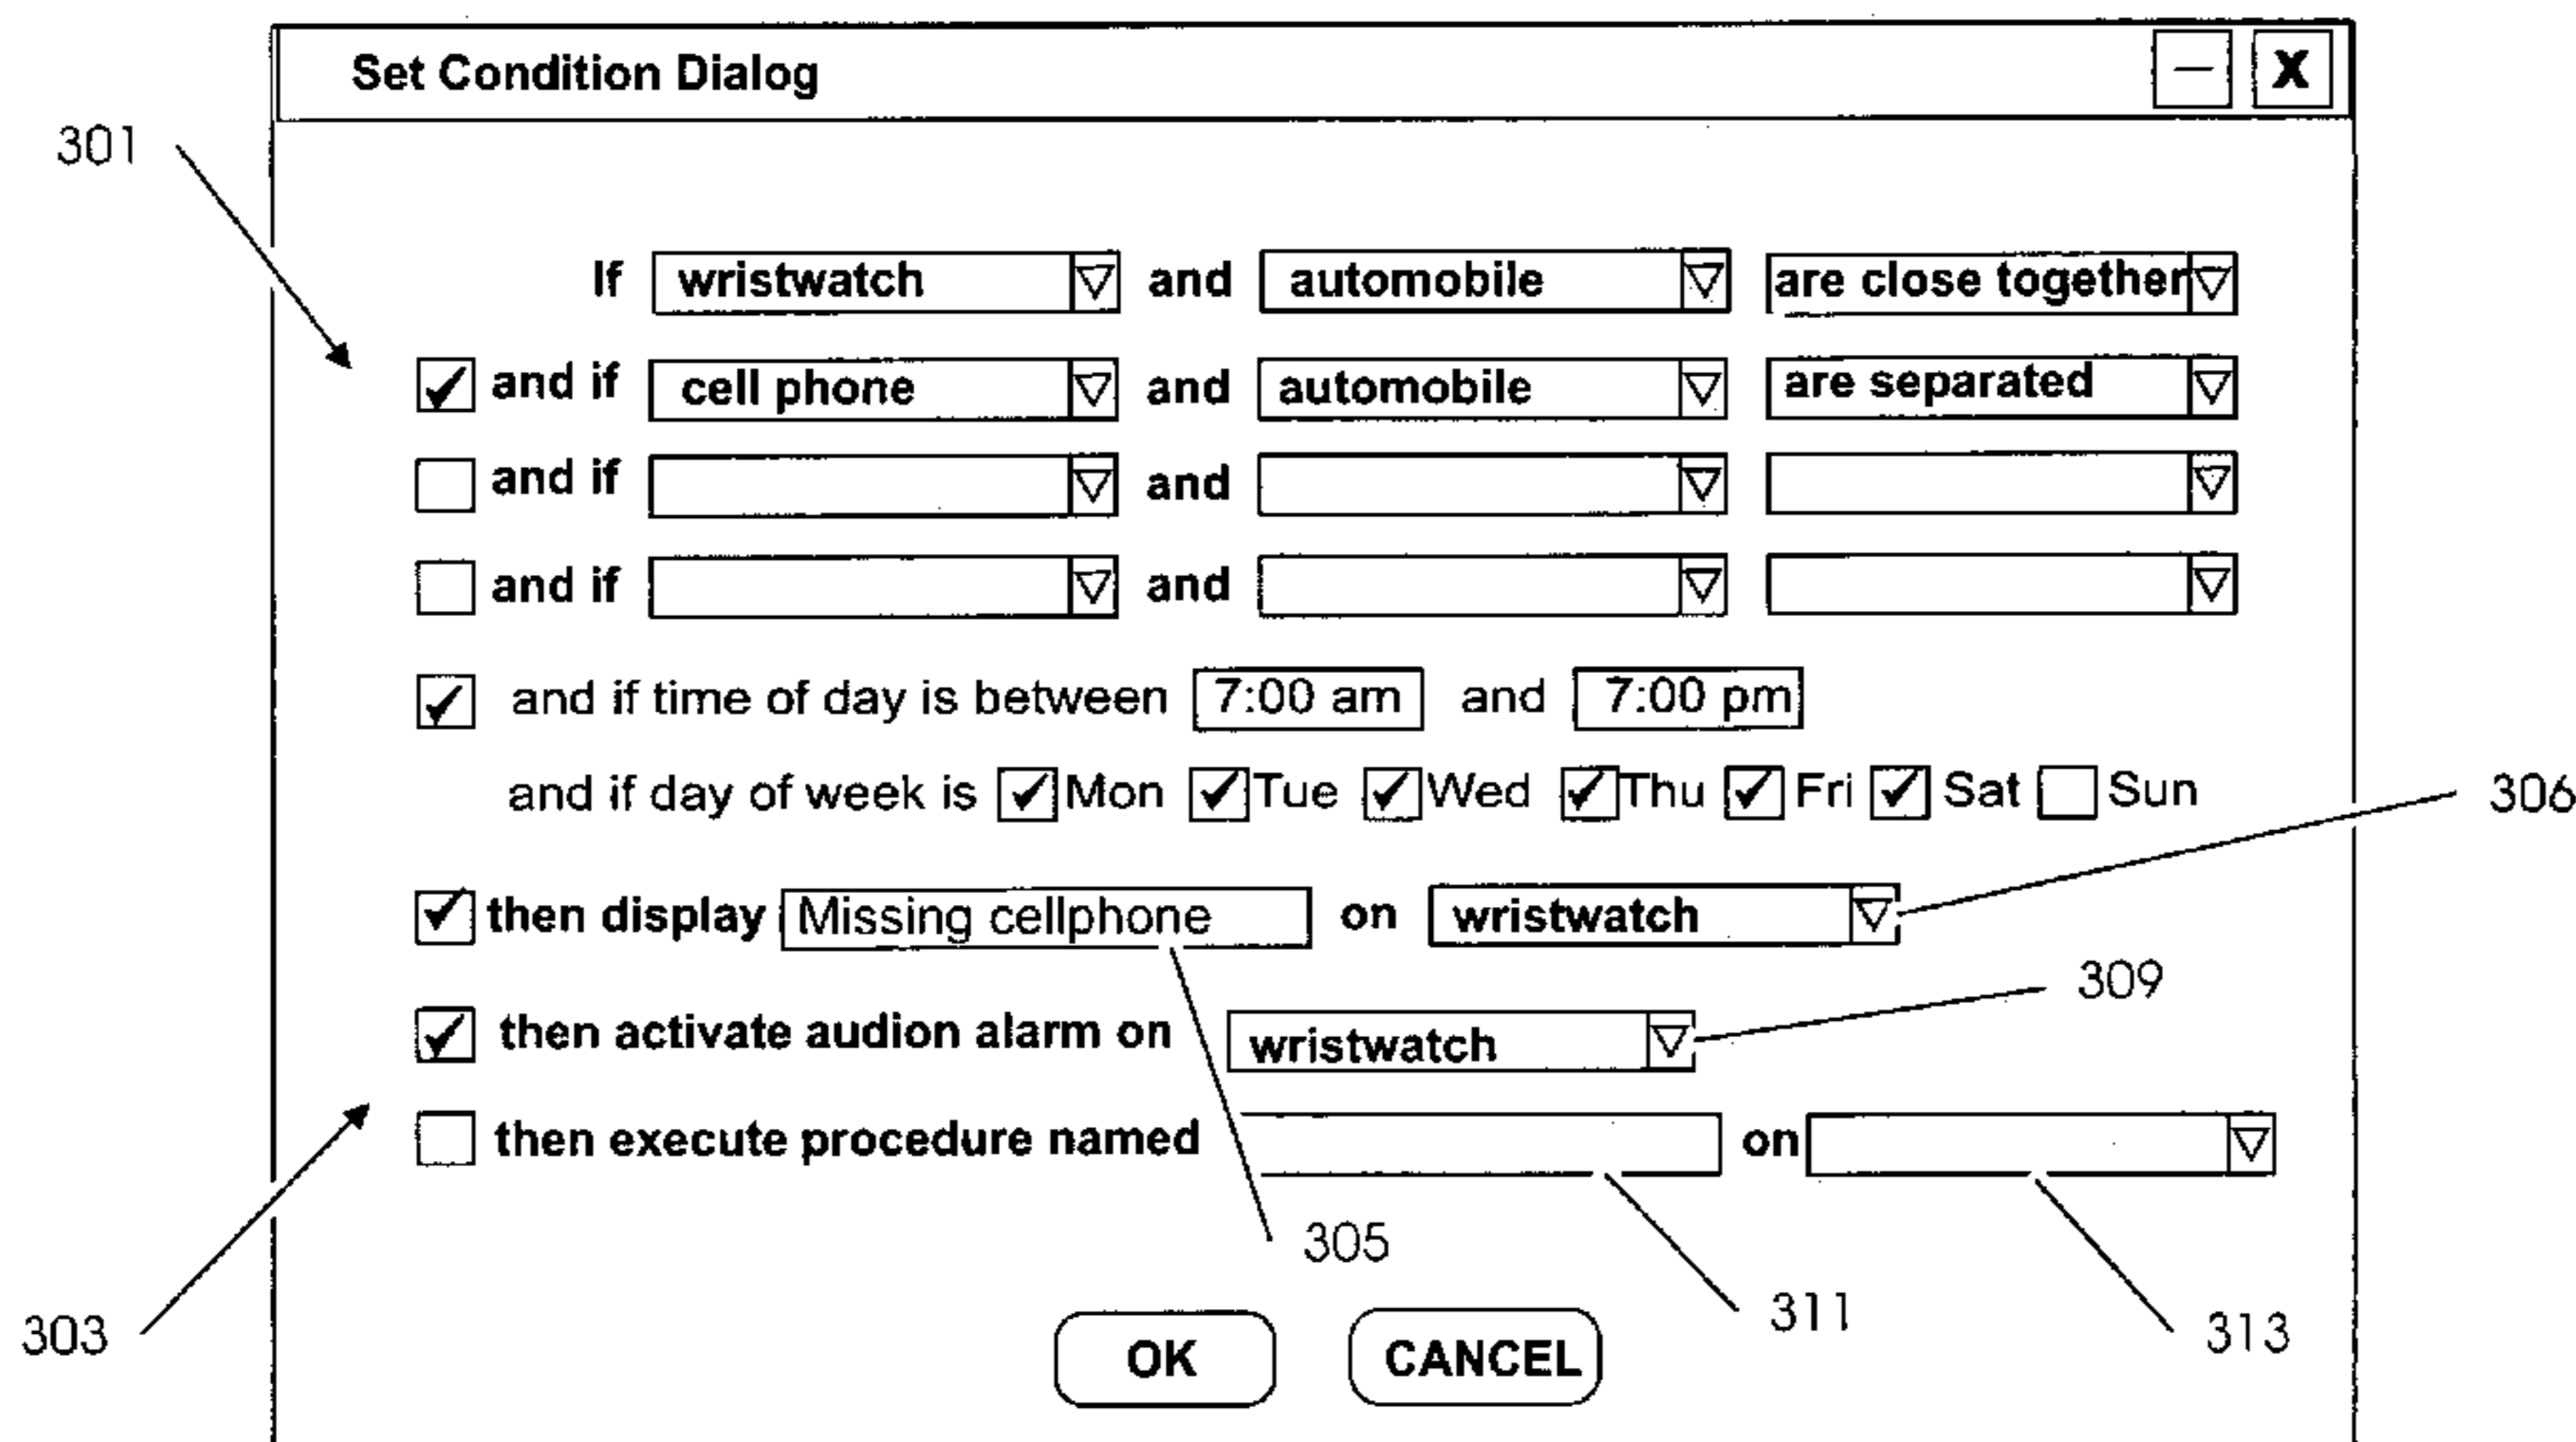 Set Condition Dialog — X
301
If wristwatch and automobile are close together
and if cell phone and automobile are separated
and if and
and if and
and if time of day is between 7:00 am and 7:00 pm
and if day of week is Mon Tue Wed Thu Fri Sat Sun
306
then display Missing cellphone on wristwatch
309
then activate audion alarm on wristwatch
then execute procedure named on
305
311
303
313
OK CANCEL